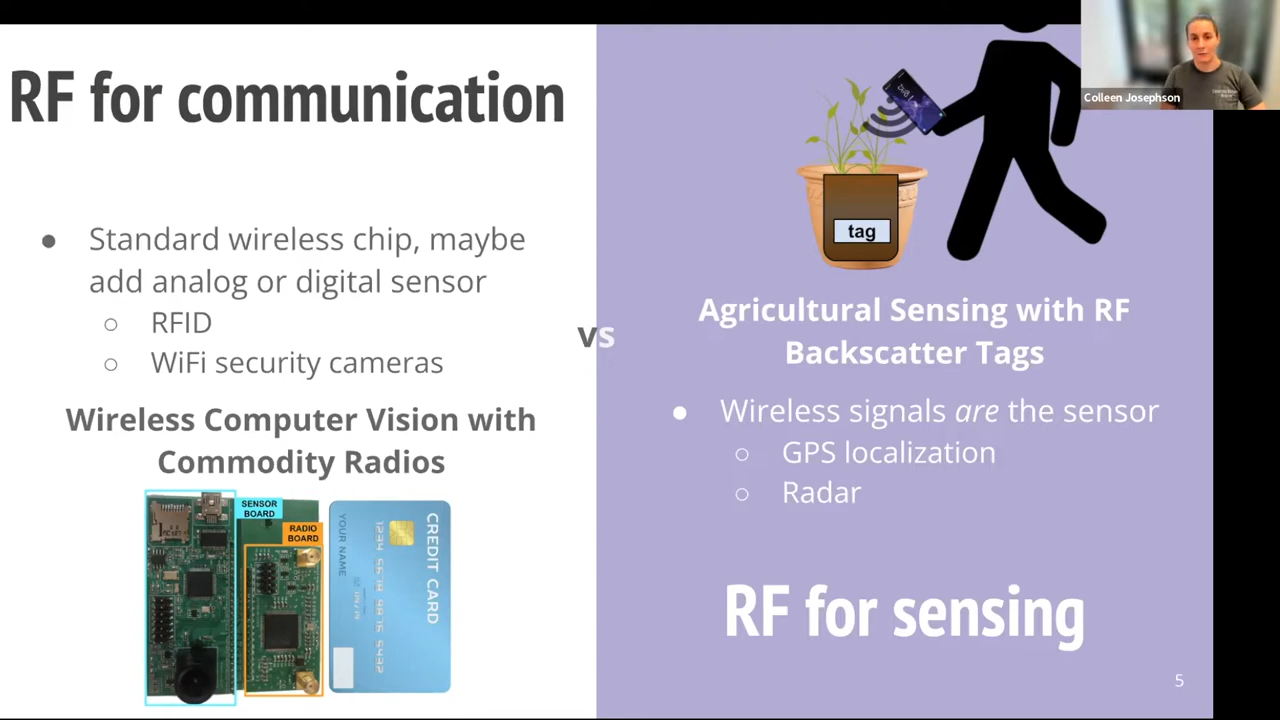 RF for communication
● Standard wireless chip, maybe
add analog or digital sensor
○ RFID
○ WiFi security cameras
Wireless Computer Vision with
Commodity Radios
SENSOR
BOARD
RADIO
BOARD
CREDIT CARD
YOUR NAME
vs
Colleen Josephson
tag
Agricultural Sensing with RF
Backscatter Tags
● Wireless signals are the sensor
○ GPS localization
○ Radar
RF for sensing
5